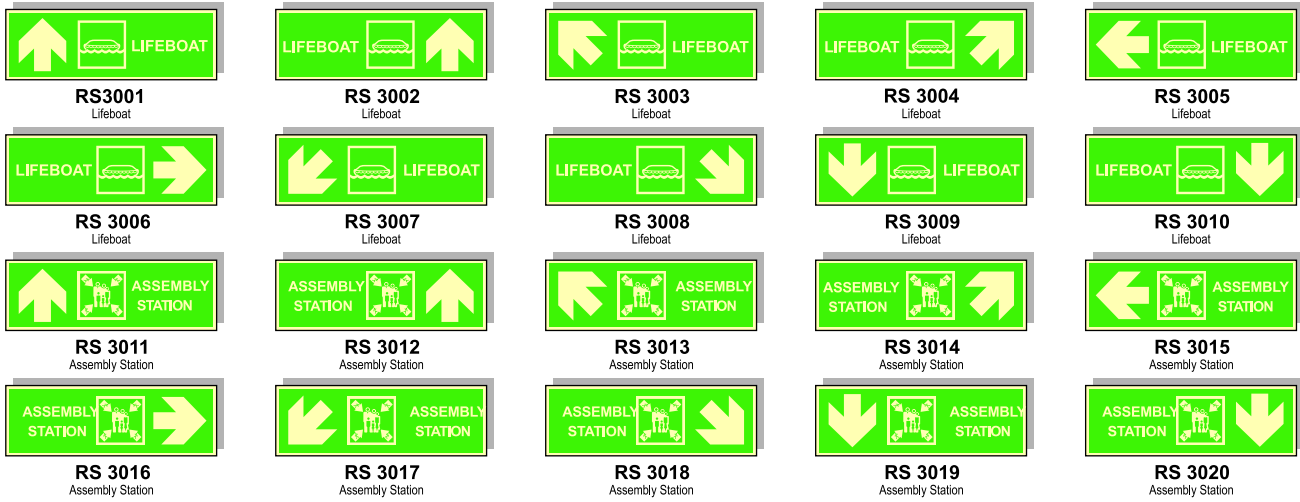 LIFEBOAT
LIFEBOAT
LIFEBOAT
LIFEBOAT
LIFEBOAT
RS3001
RS 3002
RS 3003
RS 3004
RS 3005
Lifeboat
Lifeboat
Lifeboat
Lifeboat
Lifeboat
LIFEBOAT
LIFEBOAT
LIFEBOAT
LIFEBOAT
LIFEBOAT
RS 3006
RS 3007
RS 3008
RS 3009
RS 3010
Lifeboat
Lifeboat
Lifeboat
Lifeboat
Lifeboat
ASSEMBLY
STATION
ASSEMBLY
STATION
ASSEMBLY
STATION
ASSEMBLY
STATION
ASSEMBLY
STATION
RS 3011
RS 3012
RS 3013
RS 3014
RS 3015
Assembly Station
Assembly Station
Assembly Station
Assembly Station
Assembly Station
ASSEMBLY
STATION
ASSEMBLY
STATION
ASSEMBLY
STATION
ASSEMBLY
STATION
ASSEMBLY
STATION
RS 3016
RS 3017
RS 3018
RS 3019
RS 3020
Assembly Station
Assembly Station
Assembly Station
Assembly Station
Assembly Station